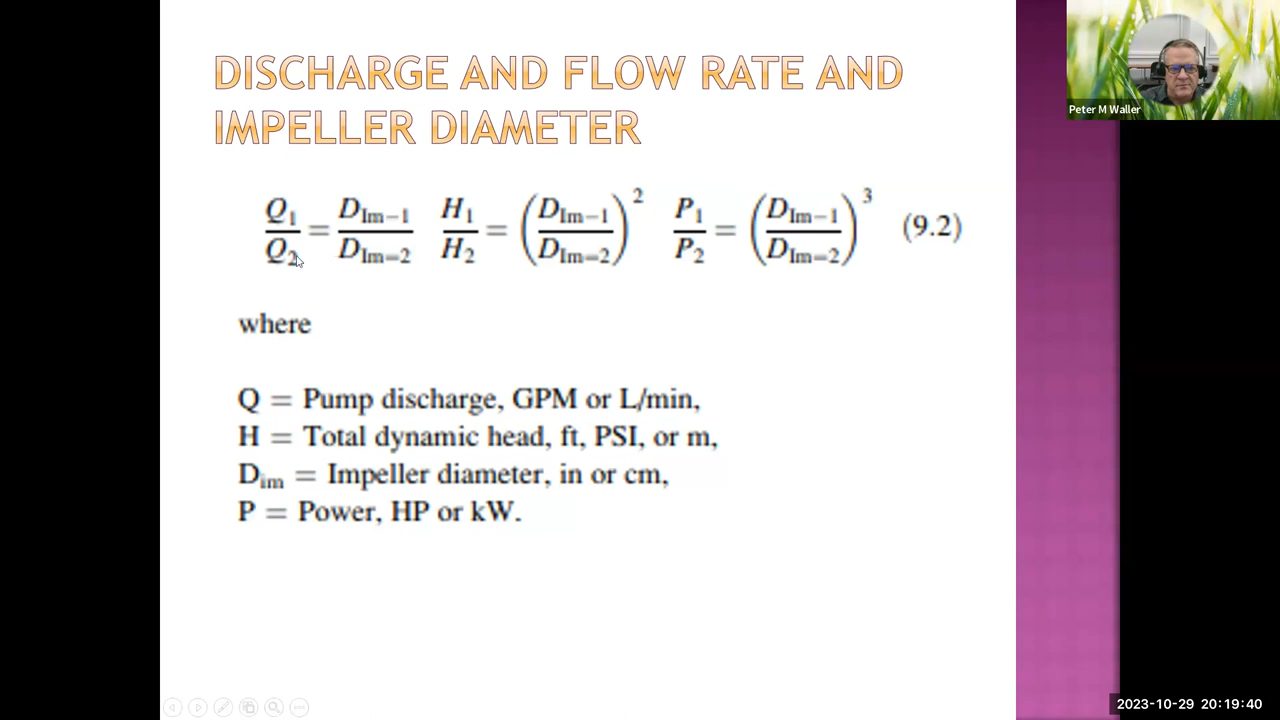 DISCHARGE AND FLOW RATE AND
IMPELLER DIAMETER
Q1/Q2 = DIm−1/DIm−2 H1/H2 = (DIm−1/DIm−2)^2 P1/P2 = (DIm−1/DIm−2)^3 (9.2)
where
Q = Pump discharge, GPM or L/min,
H = Total dynamic head, ft, PSI, or m,
Dim = Impeller diameter, in or cm,
P = Power, HP or kW.
Peter M Waller
2023-10-29 20:19:40